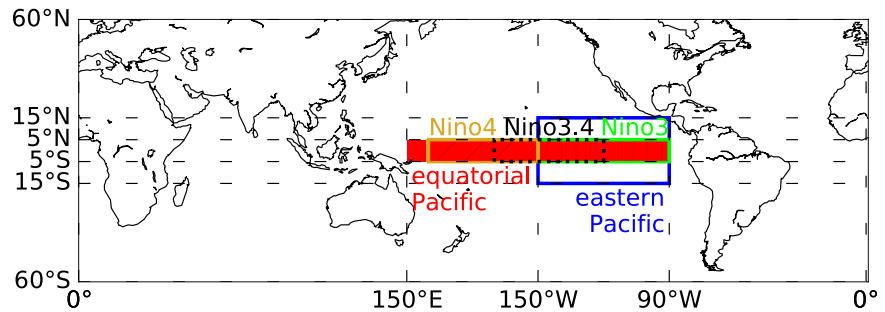 60°N
15°N
Nino4 Nino3.4 Nino3
5°N
5°S
equatorial
Pacific
15°S
eastern
Pacific
60°S
0° 150°E 150°W 90°W 0°